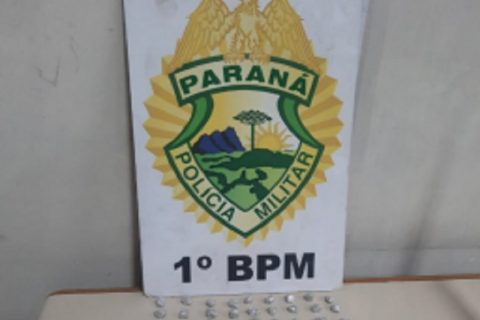 PARANÁ
POLÍCIA MILITAR
1º BPM